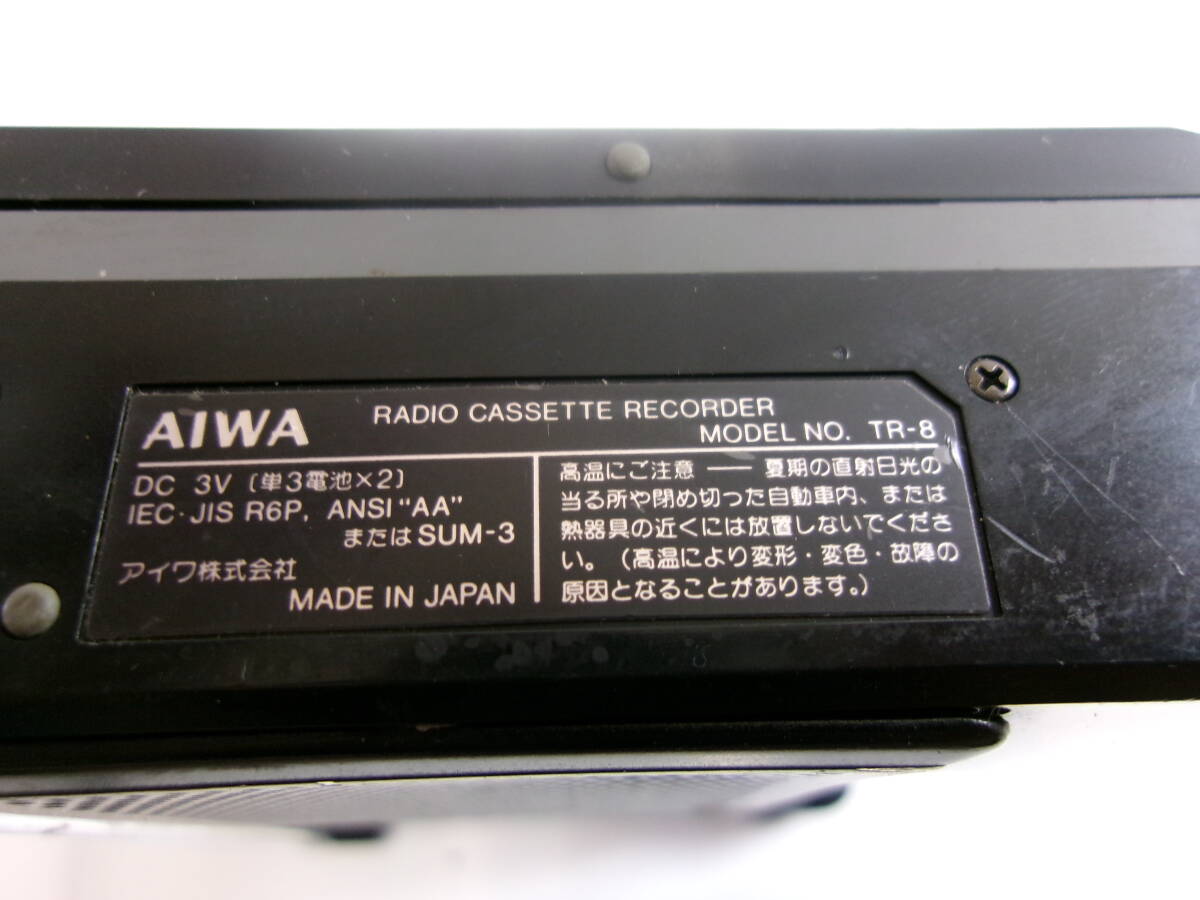 AIWA
RADIO CASSETTE RECORDER
MODEL NO. TR-8
DC 3V〔単3電池×2〕
IEC·JIS R6P, ANSI "AA"
または SUM-3
アイワ株式会社
MADE IN JAPAN
高温にご注意 ── 夏期の直射日光の
当る所や閉め切った自動車内、または
熱器具の近くには放置しないでくださ
い。(高温により変形・変色・故障の
原因となることがあります。)